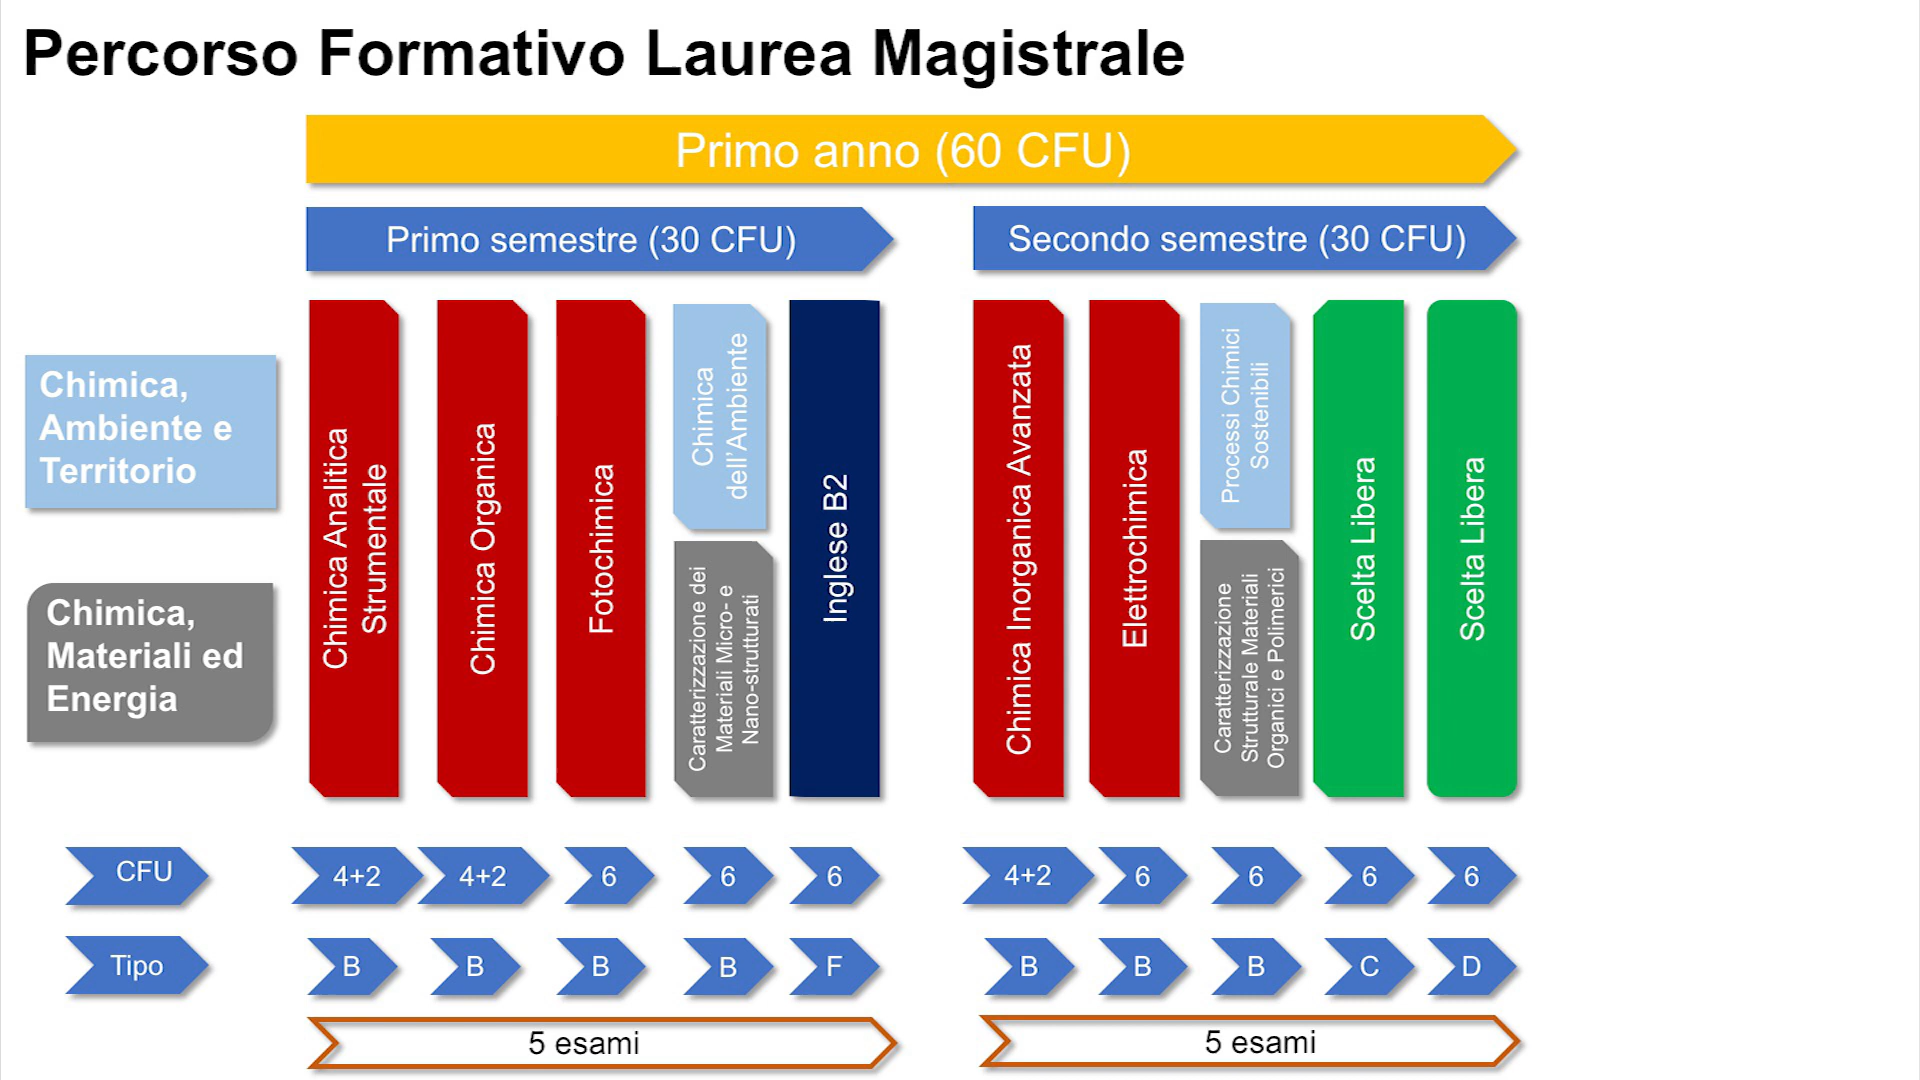 Percorso Formativo Laurea Magistrale
Primo anno (60 CFU)
Primo semestre (30 CFU)
Secondo semestre (30 CFU)
Chimica,
Ambiente e
Territorio
Chimica,
Materiali ed
Energia
Chimica Analitica
Strumentale
Chimica Organica
Fotochimica
Chimica
dell'Ambiente
Caratterizzazione dei
Materiali Micro- e
Nano-strutturati
Inglese B2
Chimica Inorganica Avanzata
Elettrochimica
Processi Chimici
Sostenibili
Caratterizzazione
Strutturale Materiali
Organici e Polimerici
Scelta Libera
Scelta Libera
CFU
4+2
4+2
6
6
6
4+2
6
6
6
6
Tipo
B
B
B
B
F
B
B
B
C
D
5 esami
5 esami